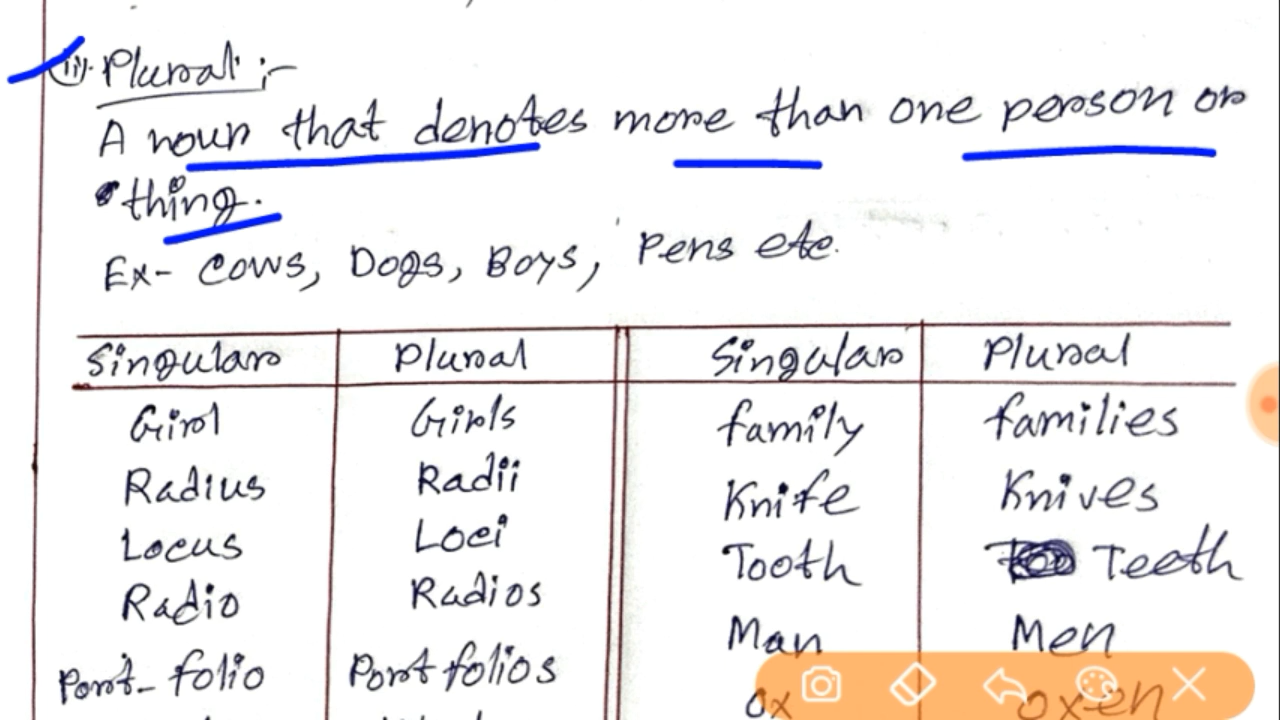 (ii). Plural :-
A noun that denotes more than one person or
thing.
Ex- Cows, Dogs, Boys, Pens etc.
Singular Plural Singular Plural
Girl Girls family families
Radius Radii Knife Knives
Locus Loci Tooth Teeth
Radio Radios Man Men
Port-folio Portfolios Ox oxen